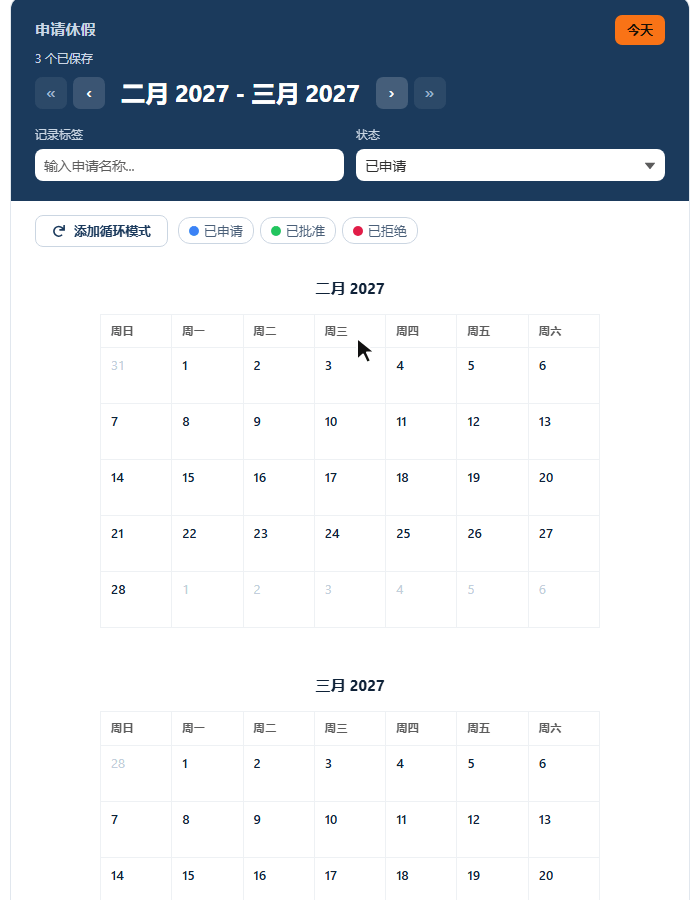 申请休假
今天
3 个已保存
« ‹ 二月 2027 - 三月 2027 › »
记录标签 状态
输入申请名称... 已申请
添加循环模式 已申请 已批准 已拒绝
二月 2027
周日 周一 周二 周三 周四 周五 周六
31 1 2 3 4 5 6
7 8 9 10 11 12 13
14 15 16 17 18 19 20
21 22 23 24 25 26 27
28 1 2 3 4 5 6
三月 2027
周日 周一 周二 周三 周四 周五 周六
28 1 2 3 4 5 6
7 8 9 10 11 12 13
14 15 16 17 18 19 20